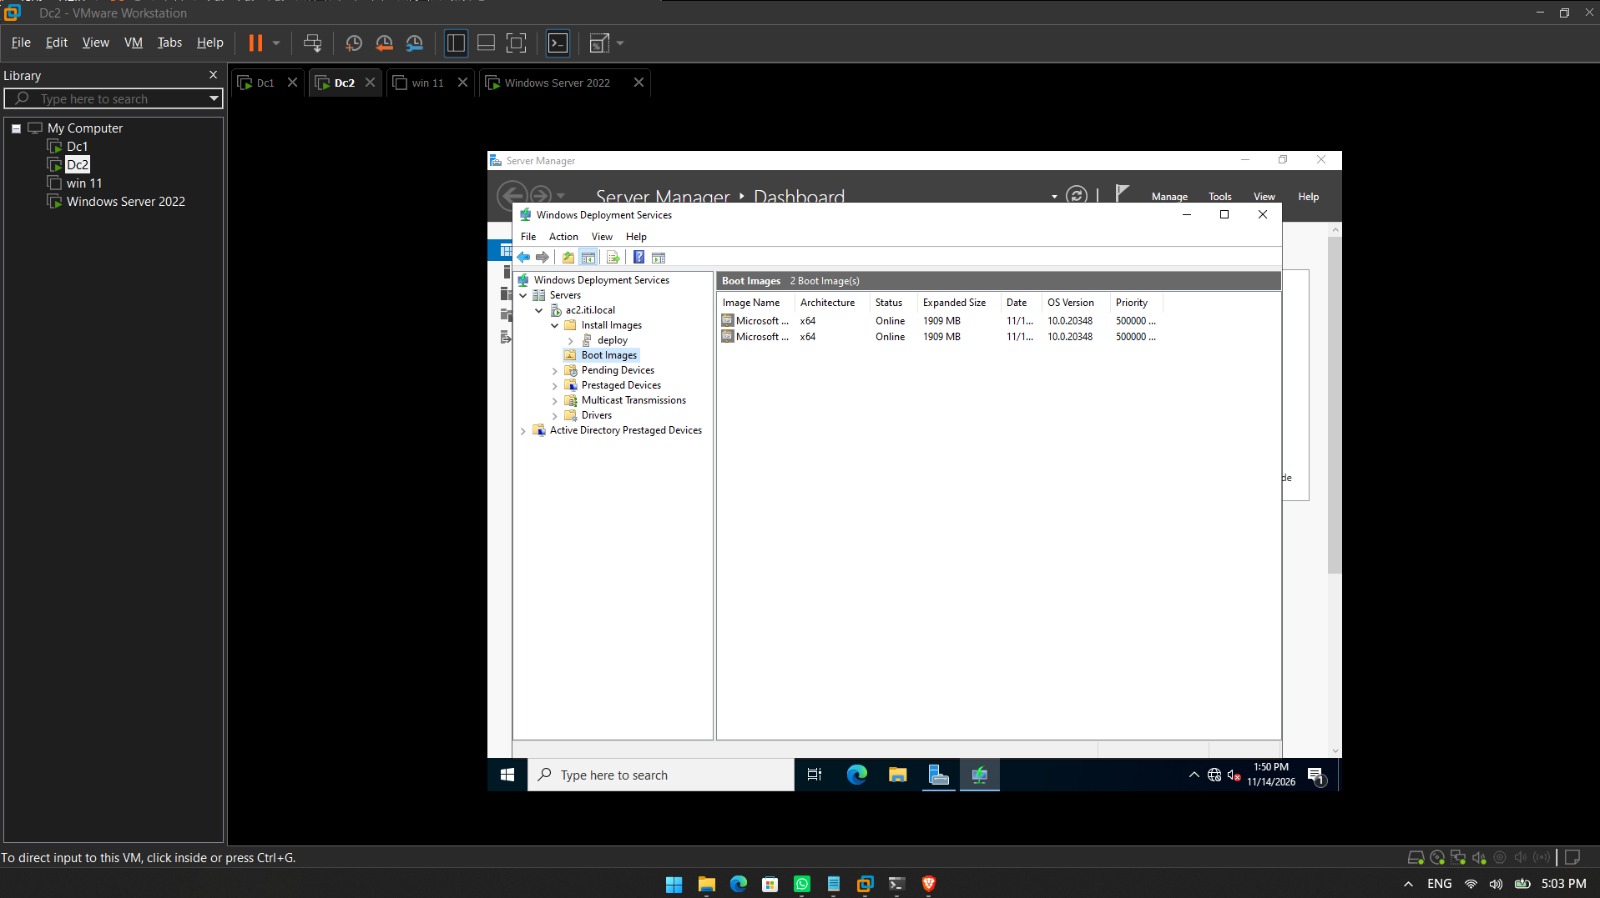 Dc2 - VMware Workstation
File Edit View VM Tabs Help
Library
Type here to search
My Computer
Dc1
Dc2
win 11
Windows Server 2022
Dc1 Dc2 win 11 Windows Server 2022
Server Manager
Server Manager Dashboard
Manage Tools View Help
Windows Deployment Services
File Action View Help
Windows Deployment Services
Servers
ac2.iti.local
Install Images
deploy
Boot Images
Pending Devices
Prestaged Devices
Multicast Transmissions
Drivers
Active Directory Prestaged Devices
Boot Images 2 Boot Image(s)
Image Name Architecture Status Expanded Size Date OS Version Priority
Microsoft ... x64 Online 1909 MB 11/1... 10.0.20348 500000 ...
Microsoft ... x64 Online 1909 MB 11/1... 10.0.20348 500000 ...
de
Type here to search
1:50 PM
11/14/2026
1
To direct input to this VM, click inside or press Ctrl+G.
ENG 5:03 PM